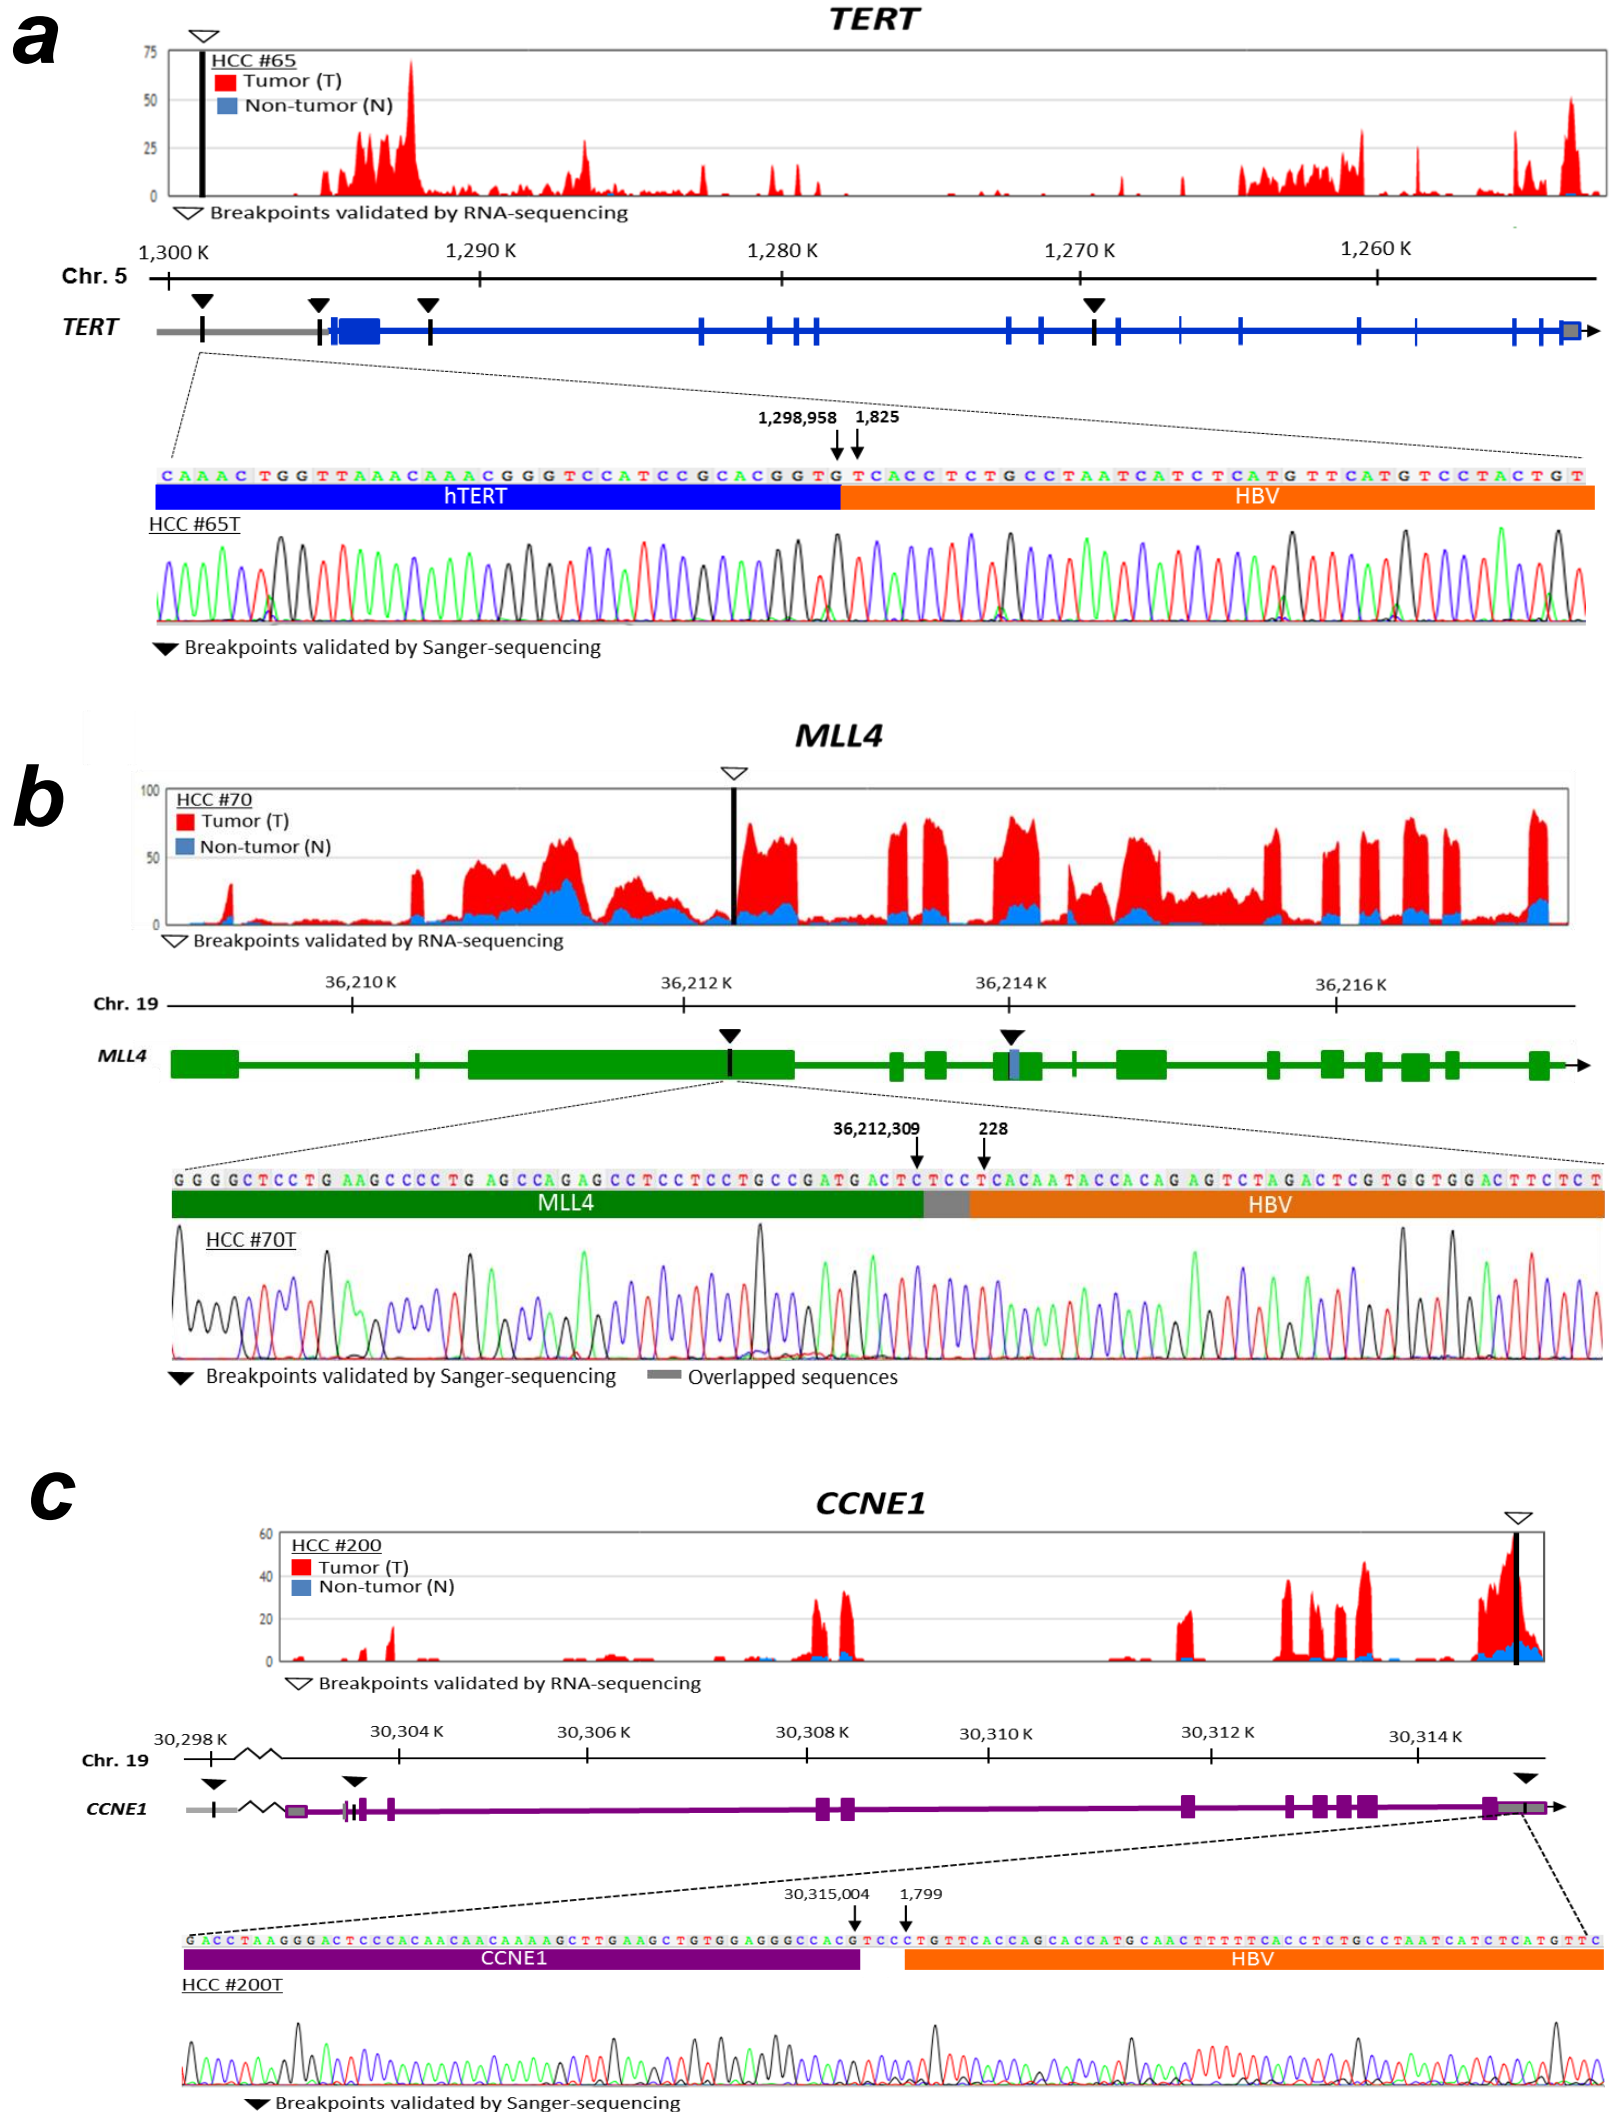 a
TERT
75
HCC #65
Tumor (T)
50
Non-tumor (N)
25
0
Breakpoints validated by RNA-sequencing
1,300 K 1,290 K 1,280 K 1,270 K 1,260 K
Chr. 5
TERT
1,298,958 1,825
CAAACTGGTTAAACAAACGGGTCCATCCGCACGGTGTCACCTCTGCCTAATCATCTCATGTTCATGTCCTACTGT
hTERT HBV
HCC #65T
Breakpoints validated by Sanger-sequencing
MLL4
b
100
HCC #70
Tumor (T)
Non-tumor (N)
50
0
Breakpoints validated by RNA-sequencing
36,210 K 36,212 K 36,214 K 36,216 K
Chr. 19
MLL4
36,212,309 228
GGGGCTCCTGAAGCCCCTGAGCCAGAGCCTCCTCCTGCCGATGACTCTCCTCACAATACCACAGAGTCTAGACTCGTGGTGGACTTCTCT
MLL4 HBV
HCC #70T
Breakpoints validated by Sanger-sequencing Overlapped sequences
c
CCNE1
60
HCC #200
Tumor (T)
40
Non-tumor (N)
20
0
Breakpoints validated by RNA-sequencing
30,298 K 30,304 K 30,306 K 30,308 K 30,310 K 30,312 K 30,314 K
Chr. 19
CCNE1
30,315,004 1,799
GACCTAAGGGACTCCCACAACAACAAAAGCTTGAAGCTGTGGAGGGCCACGTCCCTGTTCACCAGCACCATGCAACTTTTTCACCTCTGCCTAATCATCTCATGTTC
CCNE1 HBV
HCC #200T
Breakpoints validated by Sanger-sequencing